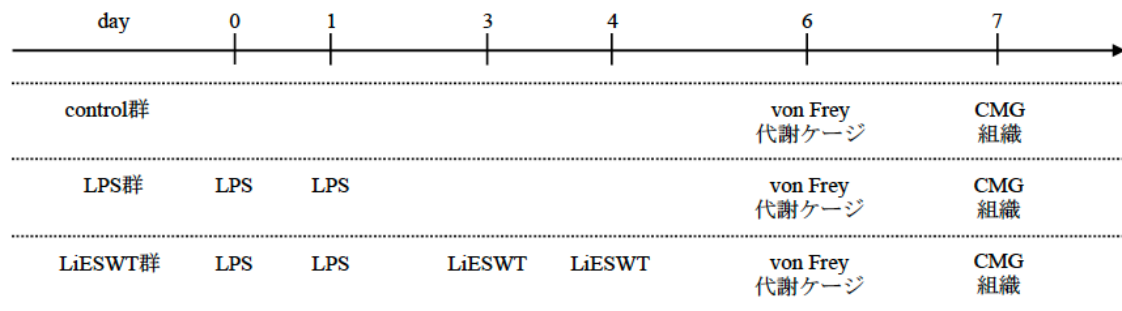 day 0 1 3 4 6 7
control群 von Frey CMG
代謝ケージ 組織
LPS群 LPS LPS von Frey CMG
代謝ケージ 組織
LiESWT群 LPS LPS LiESWT LiESWT von Frey CMG
代謝ケージ 組織